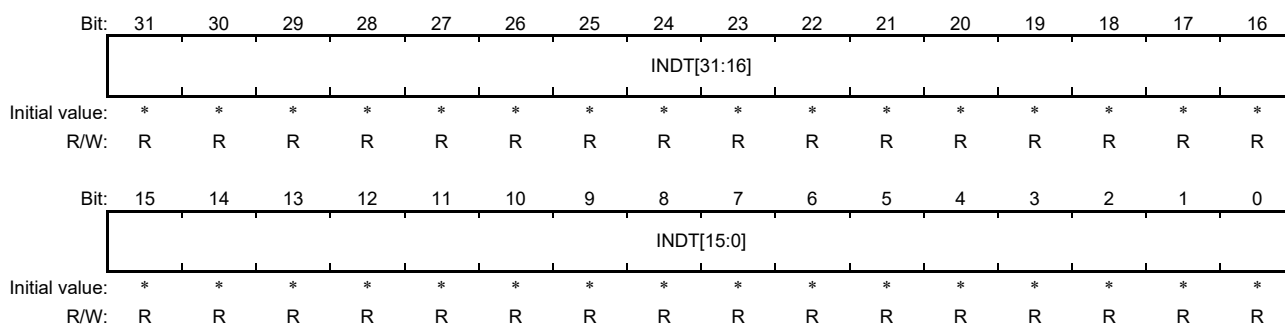 Bit: 31 30 29 28 27 26 25 24 23 22 21 20 19 18 17 16
INDT[31:16]
Initial value: * * * * * * * * * * * * * * * *
R/W: R R R R R R R R R R R R R R R R
Bit: 15 14 13 12 11 10 9 8 7 6 5 4 3 2 1 0
INDT[15:0]
Initial value: * * * * * * * * * * * * * * * *
R/W: R R R R R R R R R R R R R R R R